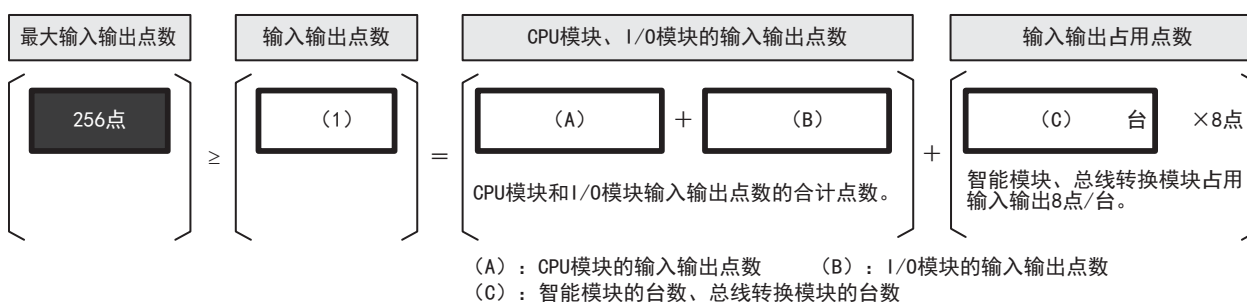 最大输入输出点数
输入输出点数
CPU模块、I/O模块的输入输出点数
输入输出占用点数
256点
≥
(1)
=
(A)
+
(B)
+
(C) 台 ×8点
CPU模块和I/O模块输入输出点数的合计点数。
智能模块、总线转换模块占用
输入输出8点/台。
(A)：CPU模块的输入输出点数 (B)：I/O模块的输入输出点数
(C)：智能模块的台数、总线转换模块的台数